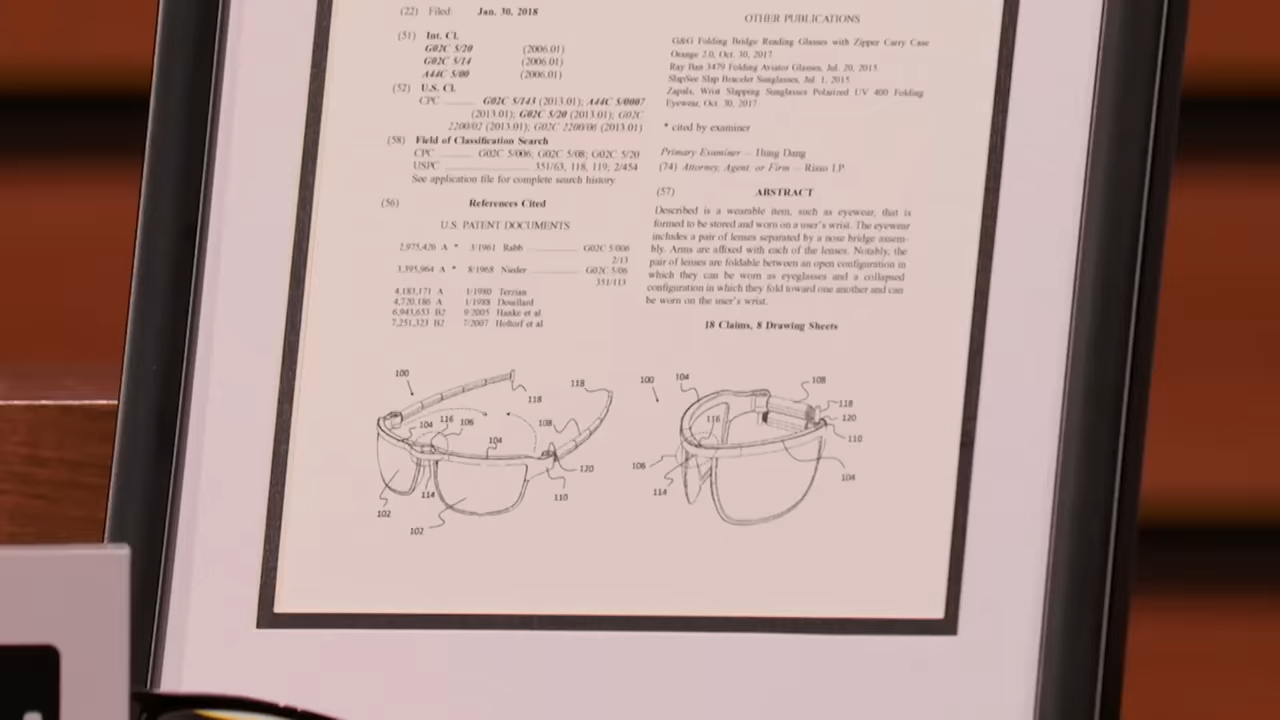 (22) Filed: Jan. 30, 2018
(51) Int. Cl.
G02C 5/20 (2006.01)
G02C 5/14 (2006.01)
A44C 5/00 (2006.01)
(52) U.S. Cl.
CPC ........ G02C 5/143 (2013.01); A44C 5/0007
(2013.01); G02C 5/20 (2013.01); G02C
2200/02 (2013.01); G02C 2200/06 (2013.01)
(58) Field of Classification Search
CPC ........ G02C 5/006; G02C 5/08; G02C 5/20
USPC ........ 351/63, 118, 119; 2/454
See application file for complete search history
(56) References Cited
U.S. PATENT DOCUMENTS
2,975,426 A * 3/1961 Rabb ........ G02C 5/006
2/13
3,395,964 A * 8/1968 Nieder ........ G02C 5/06
351/113
4,183,171 A 1/1980 Terzian
4,720,186 A 1/1988 Douillard
6,943,653 B2 9/2005 Hanke et al
7,251,323 B2 7/2007 Holtorf et al
OTHER PUBLICATIONS
G&G Folding Bridge Reading Glasses with Zipper Carry Case
Orange 2.0, Oct. 30, 2017
Ray Ban 3479 Folding Aviator Glasses, Jul. 20, 2015
SlapSee Slap Bracelet Sunglasses, Jul. 1, 2015
Zapals, Wrist Slapping Sunglasses Polarized UV 400 Folding
Eyewear, Oct. 30, 2017
* cited by examiner
Primary Examiner — Hung Dang
(74) Attorney, Agent, or Firm — Risso I.P.
(57) ABSTRACT
Described is a wearable item, such as eyewear, that is
formed to be stored and worn on a user's wrist. The eyewear
includes a pair of lenses separated by a nose bridge assem-
bly. Arms are affixed with each of the lenses. Notably, the
pair of lenses are foldable between an open configuration in
which they can be worn as eyeglasses and a collapsed
configuration in which they fold toward one another and can
be worn on the user's wrist.
18 Claims, 8 Drawing Sheets
100
118
118
104
116
106
108
104
120
114
110
102
102
100
104
108
118
116
120
110
106
104
114